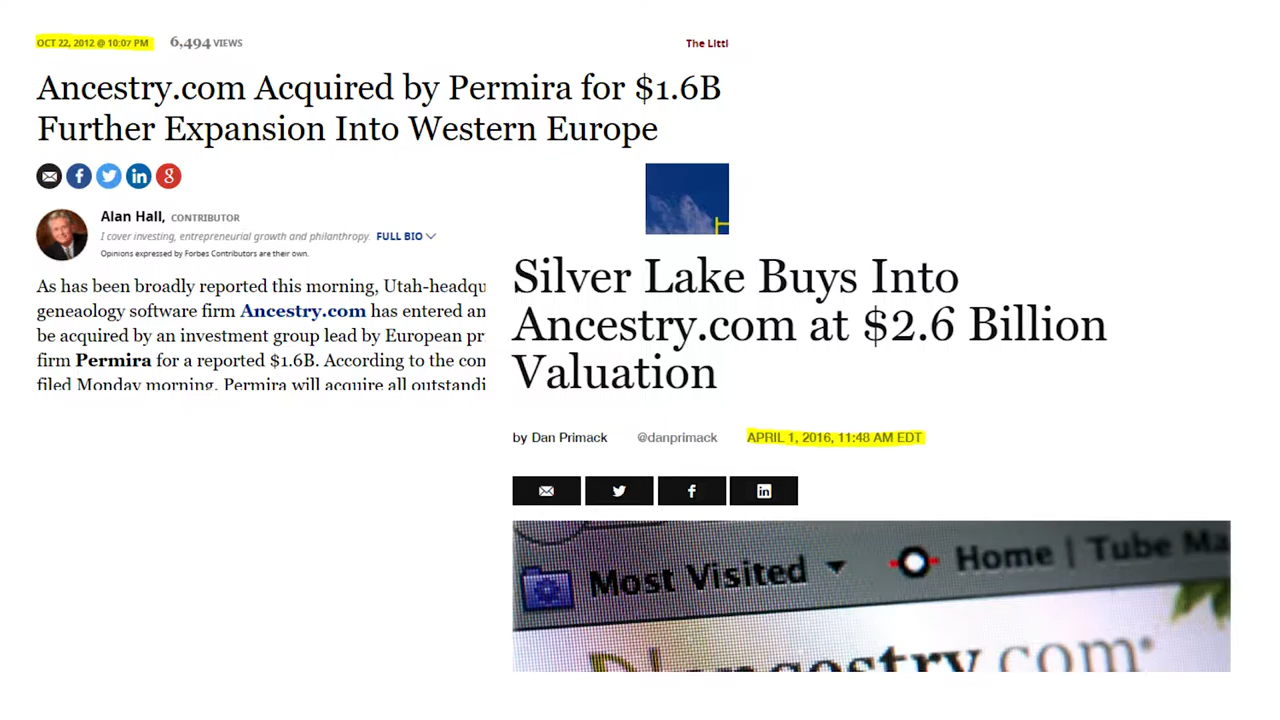 OCT 22, 2012 @ 10:07 PM 6,494 VIEWS The Littl
Ancestry.com Acquired by Permira for $1.6B
Further Expansion Into Western Europe
Alan Hall, CONTRIBUTOR
I cover investing, entrepreneurial growth and philanthropy. FULL BIO
Opinions expressed by Forbes Contributors are their own.
As has been broadly reported this morning, Utah-headqu
geneaology software firm Ancestry.com has entered an
be acquired by an investment group lead by European pr
firm Permira for a reported $1.6B. According to the con
filed Monday morning, Permira will acquire all outstandi
Silver Lake Buys Into
Ancestry.com at $2.6 Billion
Valuation
by Dan Primack @danprimack APRIL 1, 2016, 11:48 AM EDT
Most Visited Home | Tube Ma
ancestry.com